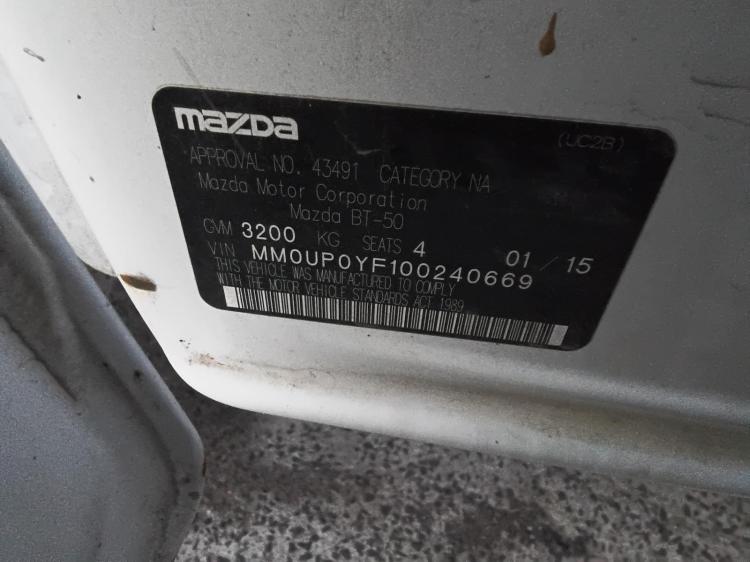 mazda
(UC2B)
APPROVAL NO. 43491 CATEGORY NA
Mazda Motor Corporation
Mazda BT-50
GVM 3200 KG SEATS 4 01 / 15
VIN MM0UP0YF100240669
THIS VEHICLE WAS MANUFACTURED TO COMPLY
WITH THE MOTOR VEHICLE STANDARDS ACT 1989